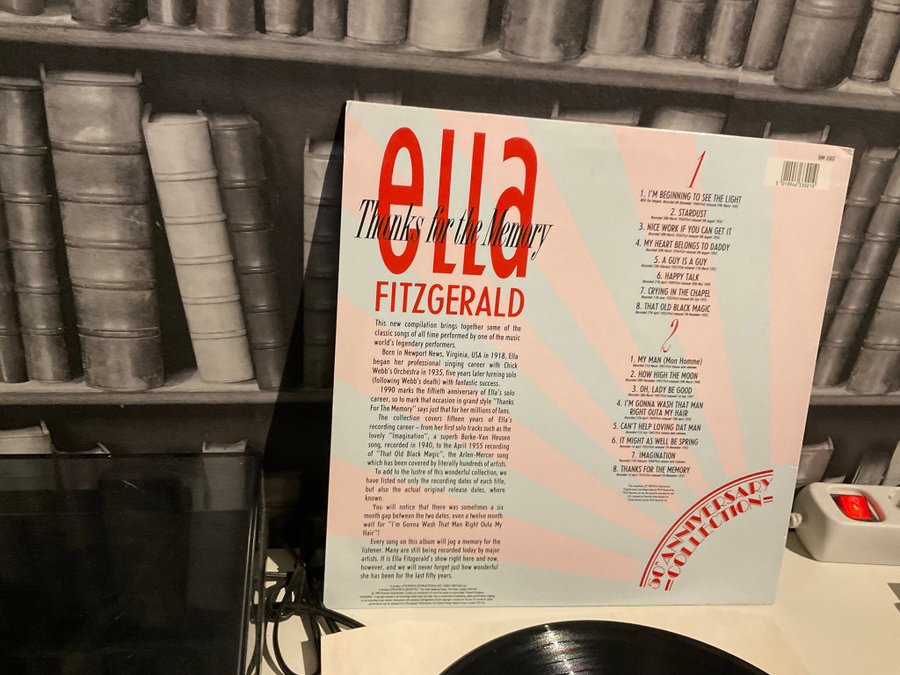 ella
Thanks for the Memory
FITZGERALD
This new compilation brings together some of the
classic songs of all time performed by one of the music
world's legendary performers.
Born in Newport News, Virginia, USA in 1918, Ella
began her professional singing career with Chick
Webb's Orchestra in 1935, five years later turning solo
(following Webb's death) with fantastic success.
1990 marks the fiftieth anniversary of Ella's solo
career, so to mark that occasion in grand style "Thanks
For The Memory" says just that for her millions of fans.
The collection covers fifteen years of Ella's
recording career – from her first solo tracks such as the
lovely "Imagination", a superb Burke-Van Heusen
song, recorded in 1940, to the April 1955 recording
of "That Old Black Magic", the Arlen-Mercer song
which has been covered by literally hundreds of artists.
To add to the lustre of this wonderful collection, we
have listed not only the recording dates of each title,
but also the actual original release dates, where
known.
You will notice that there was sometimes a six
month gap between the two dates, even a twelve month
wait for "I'm Gonna Wash That Man Right Outa My
Hair"!
Every song on this album will jog a memory for the
listener. Many are still being recorded today by major
artists. It is Ella Fitzgerald's show right here and now,
however, and we will never forget just how wonderful
she has been for the last fifty years.
1
1. I'M BEGINNING TO SEE THE LIGHT
2. STARDUST
3. NICE WORK IF YOU CAN GET IT
4. MY HEART BELONGS TO DADDY
5. A GUY IS A GUY
6. HAPPY TALK
7. CRYING IN THE CHAPEL
8. THAT OLD BLACK MAGIC
2
1. MY MAN (Mon Homme)
2. HOW HIGH THE MOON
3. OH, LADY BE GOOD
4. I'M GONNA WASH THAT MAN
RIGHT OUTA MY HAIR
5. CAN'T HELP LOVING DAT MAN
6. IT MIGHT AS WELL BE SPRING
7. IMAGINATION
8. THANKS FOR THE MEMORY
50th ANNIVERSARY
COLLECTION